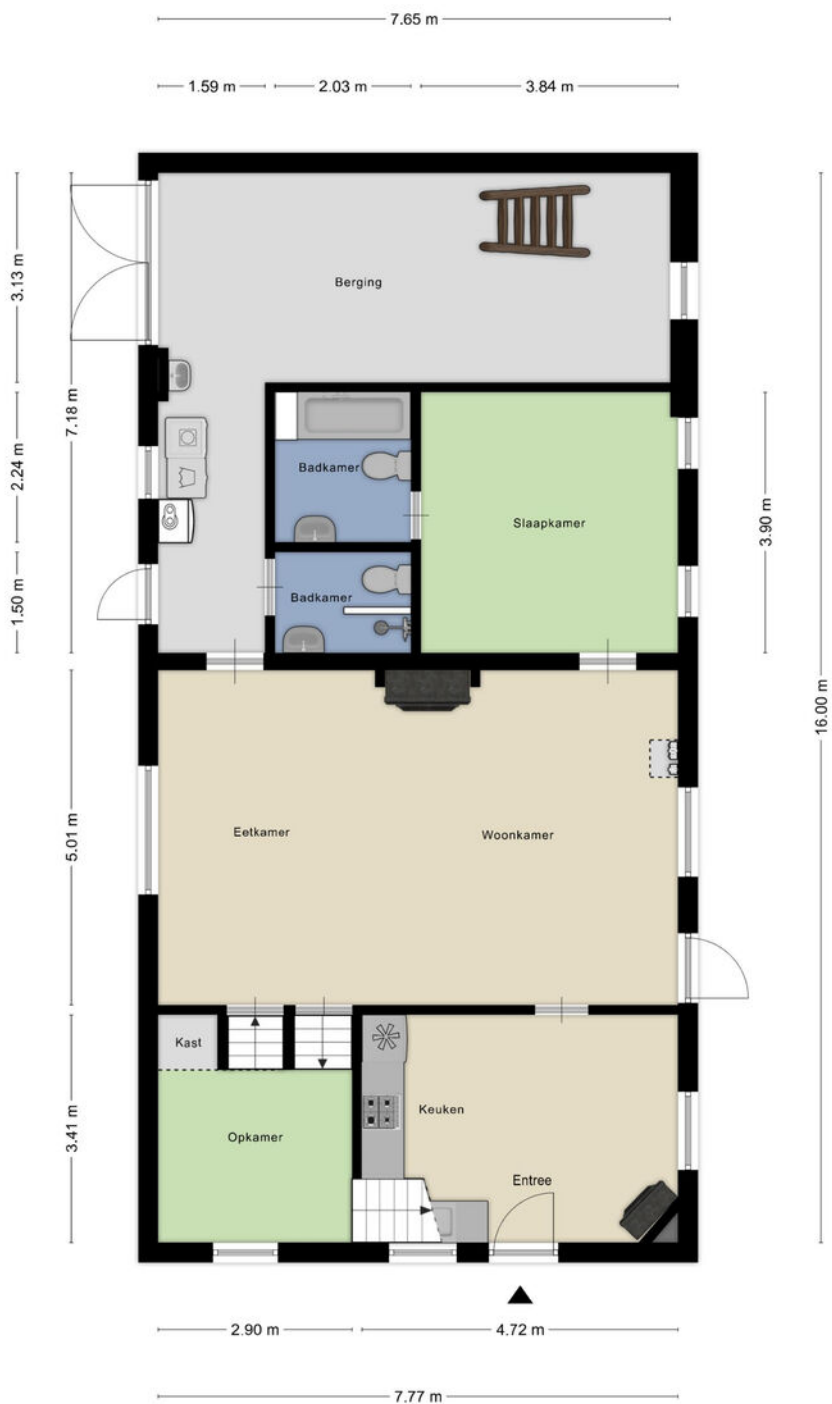 7.65 m
1.59 m
2.03 m
3.84 m
3.13 m
7.18 m
2.24 m
1.50 m
3.90 m
16.00 m
5.01 m
3.41 m
Berging
Badkamer
Slaapkamer
Badkamer
Eetkamer
Woonkamer
Kast
Keuken
Opkamer
Entree
2.90 m
4.72 m
7.77 m